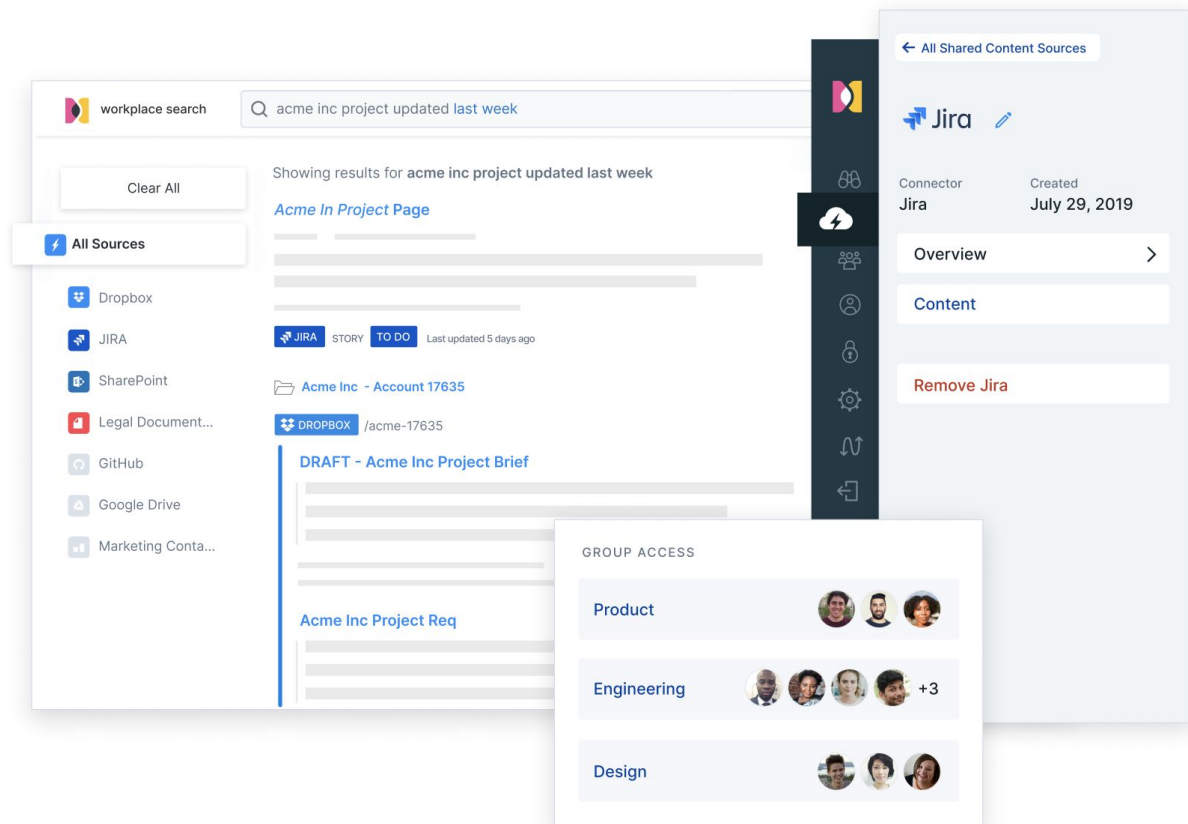 workplace search
acme inc project updated last week
Clear All
All Sources
Dropbox
JIRA
SharePoint
Legal Document...
GitHub
Google Drive
Marketing Conta...
Showing results for acme inc project updated last week
Acme In Project Page
JIRA STORY TO DO Last updated 5 days ago
Acme Inc - Account 17635
DROPBOX /acme-17635
DRAFT - Acme Inc Project Brief
Acme Inc Project Req
← All Shared Content Sources
Jira
Connector Created
Jira July 29, 2019
Overview
Content
Remove Jira
GROUP ACCESS
Product
Engineering +3
Design